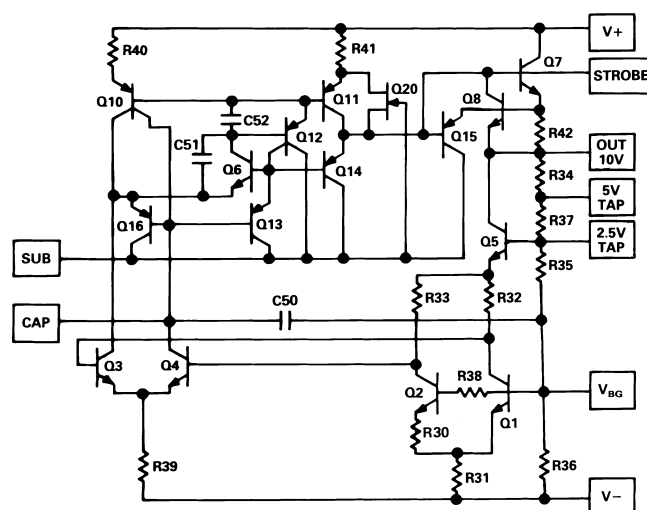 R40
R41
V+
Q7
Q20
STROBE
Q10
Q11
Q8
C52
R42
Q12
Q15
OUT
10V
C51
R34
Q6
Q14
5V
TAP
Q16
Q13
R37
Q5
2.5V
TAP
SUB
R35
R33
R32
C50
CAP
Q3
Q4
R38
VBG
Q2
Q1
R30
R39
R31
R36
V–